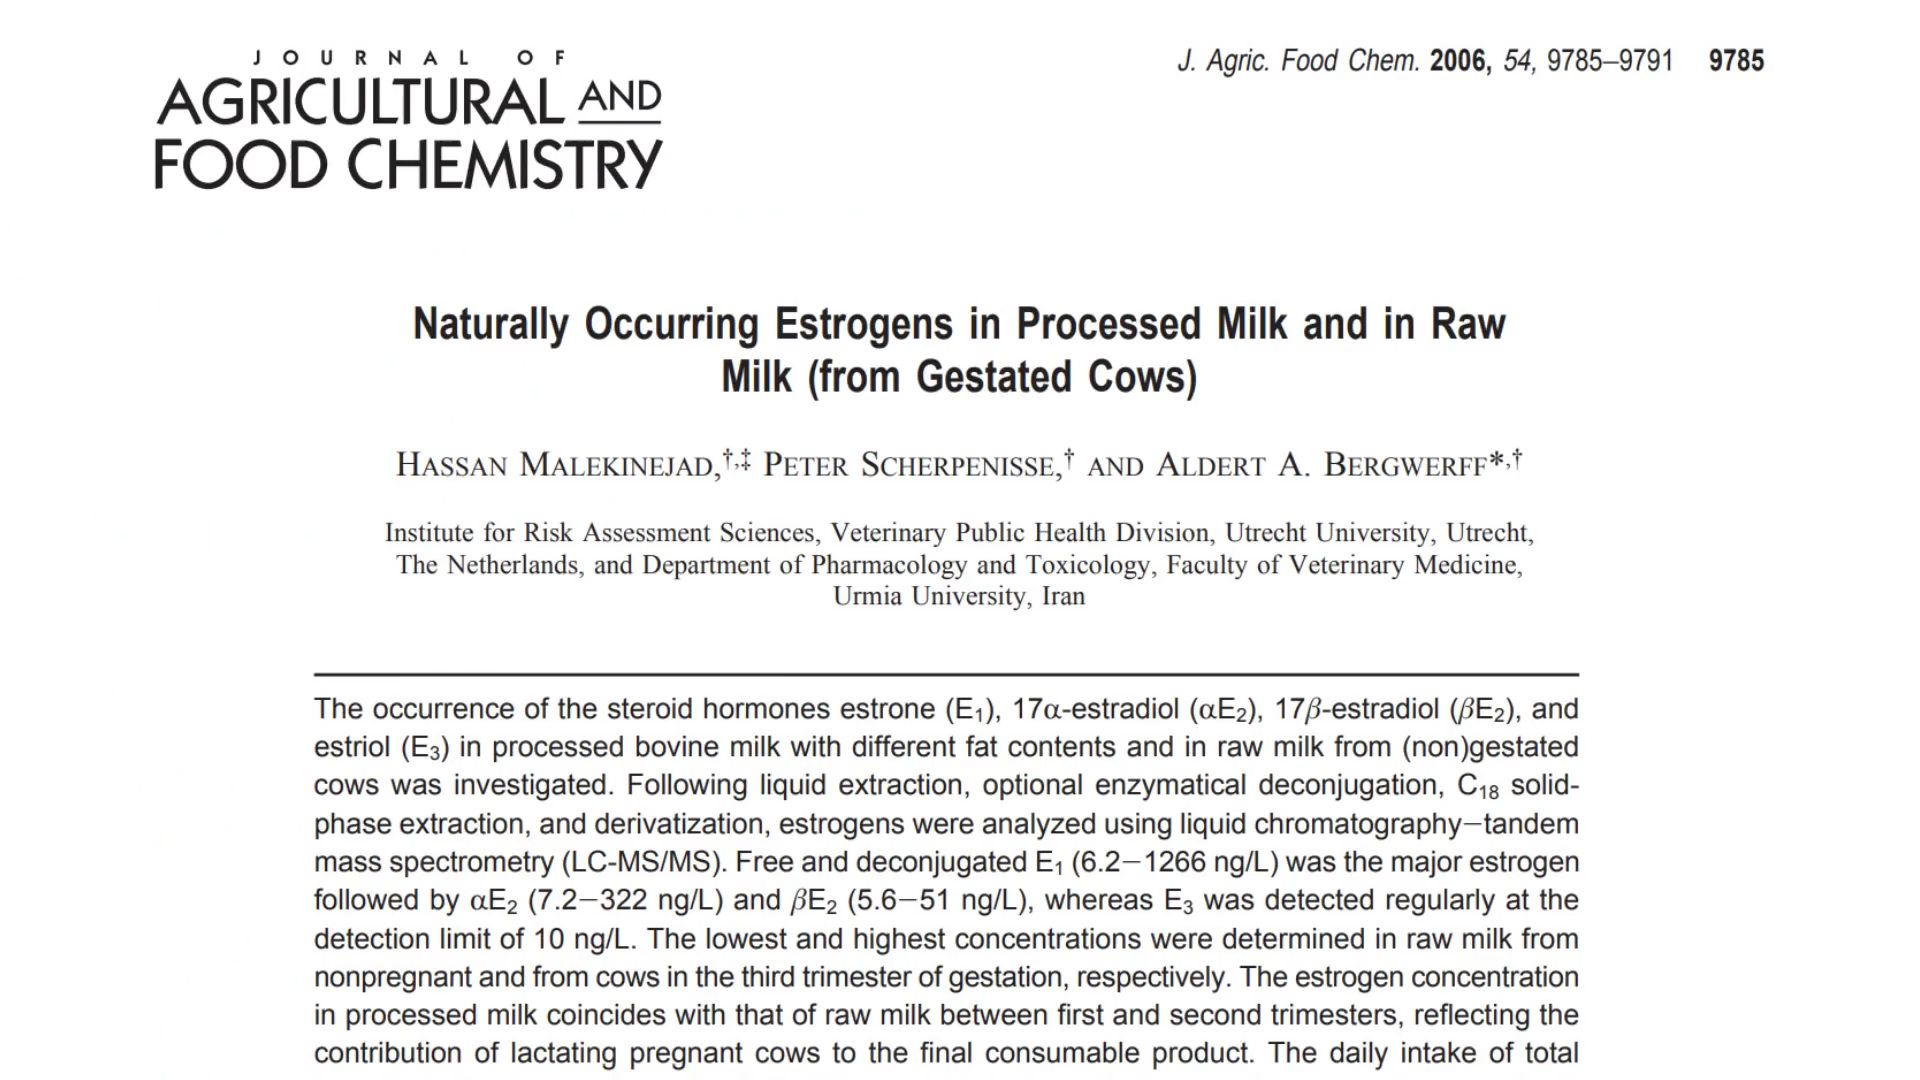 JOURNAL OF
AGRICULTURAL AND
FOOD CHEMISTRY
J. Agric. Food Chem. 2006, 54, 9785–9791 9785
Naturally Occurring Estrogens in Processed Milk and in Raw
Milk (from Gestated Cows)
HASSAN MALEKINEJAD,†,‡ PETER SCHERPENISSE,† AND ALDERT A. BERGWERFF*,†
Institute for Risk Assessment Sciences, Veterinary Public Health Division, Utrecht University, Utrecht,
The Netherlands, and Department of Pharmacology and Toxicology, Faculty of Veterinary Medicine,
Urmia University, Iran
The occurrence of the steroid hormones estrone (E₁), 17α-estradiol (αE₂), 17β-estradiol (βE₂), and
estriol (E₃) in processed bovine milk with different fat contents and in raw milk from (non)gestated
cows was investigated. Following liquid extraction, optional enzymatical deconjugation, C₁₈ solid-
phase extraction, and derivatization, estrogens were analyzed using liquid chromatography–tandem
mass spectrometry (LC-MS/MS). Free and deconjugated E₁ (6.2–1266 ng/L) was the major estrogen
followed by αE₂ (7.2–322 ng/L) and βE₂ (5.6–51 ng/L), whereas E₃ was detected regularly at the
detection limit of 10 ng/L. The lowest and highest concentrations were determined in raw milk from
nonpregnant and from cows in the third trimester of gestation, respectively. The estrogen concentration
in processed milk coincides with that of raw milk between first and second trimesters, reflecting the
contribution of lactating pregnant cows to the final consumable product. The daily intake of total